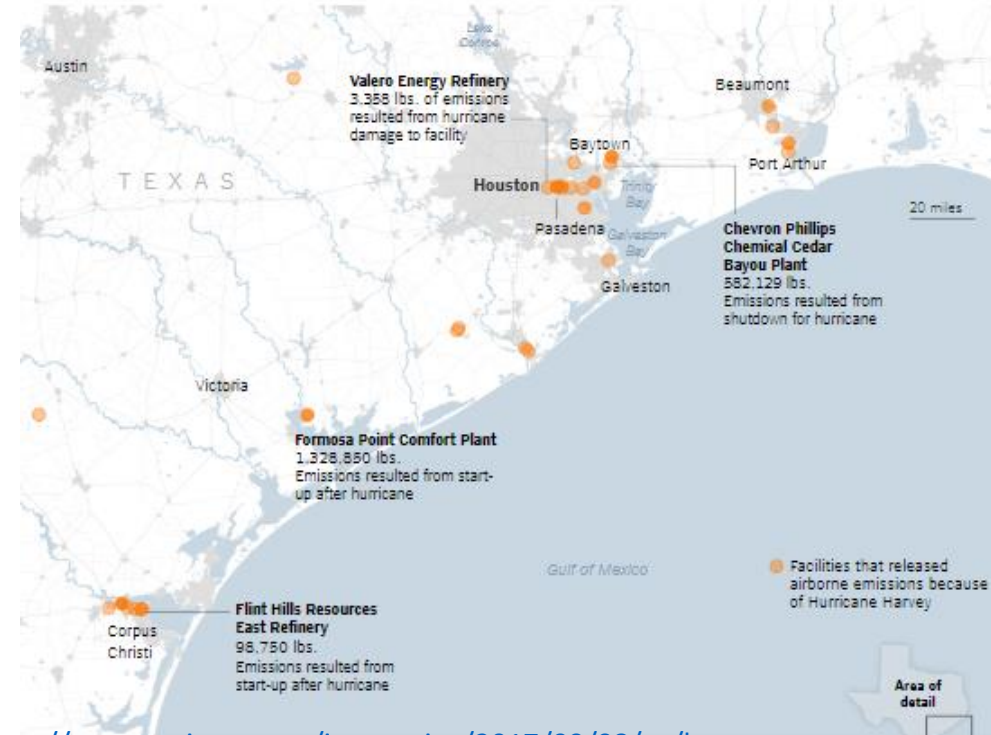 Lake
Conroe
Austin
Valero Energy Refinery
3,358 lbs. of emissions
resulted from hurricane
damage to facility
Beaumont
Baytown
Port Arthur
TEXAS
Houston
Trinity
Bay
20 miles
Pasadena
Galveston
Bay
Chevron Phillips
Chemical Cedar
Bayou Plant
582,129 lbs.
Emissions resulted from
shutdown for hurricane
Galveston
Victoria
Formosa Point Comfort Plant
1,328,850 lbs.
Emissions resulted from start-
up after hurricane
Gulf of Mexico
Facilities that released
airborne emissions because
of Hurricane Harvey
Flint Hills Resources
East Refinery
98,750 lbs.
Emissions resulted from
start-up after hurricane
Corpus
Christi
Area of
detail